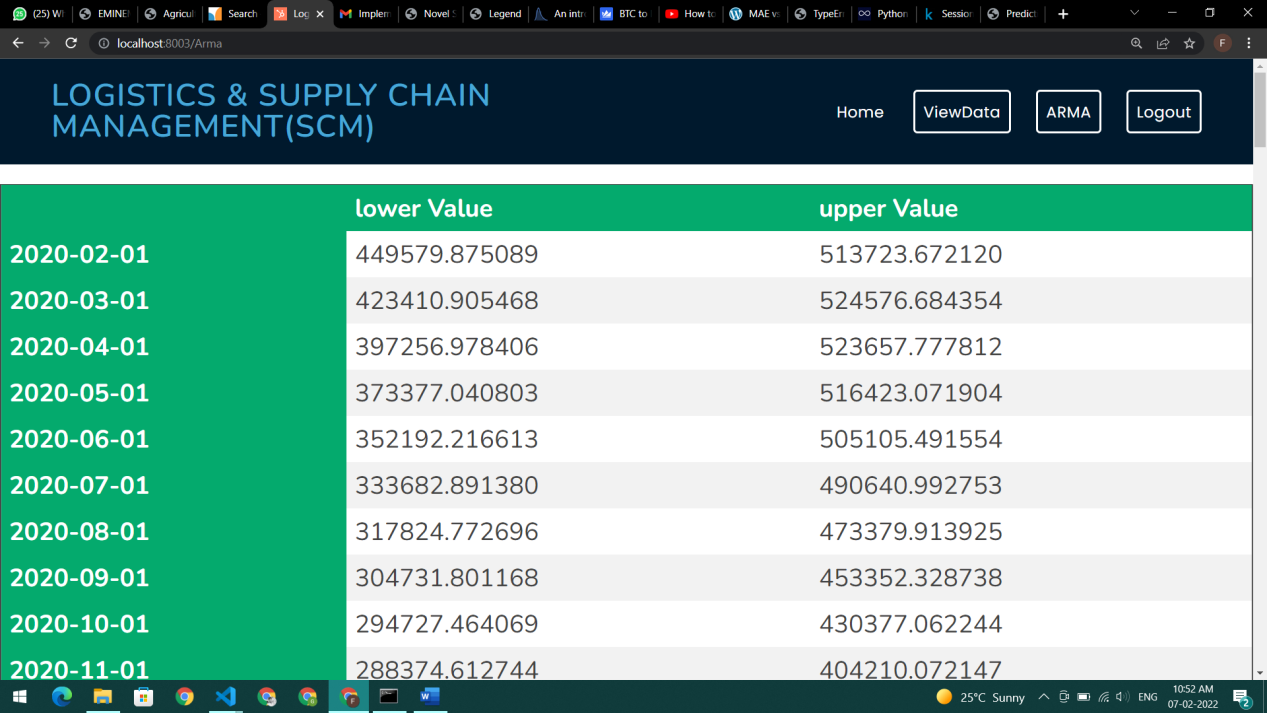 (25) W
EMINE
Agricul
Search
Log
Implem
Novel S
Legend
An intr
BTC to
How to
MAE vs
TypeEr
Python
Session
Predict
localhost:8003/Arma
F
LOGISTICS & SUPPLY CHAIN
MANAGEMENT(SCM)
Home ViewData ARMA Logout
lower Value upper Value
2020-02-01 449579.875089 513723.672120
2020-03-01 423410.905468 524576.684354
2020-04-01 397256.978406 523657.777812
2020-05-01 373377.040803 516423.071904
2020-06-01 352192.216613 505105.491554
2020-07-01 333682.891380 490640.992753
2020-08-01 317824.772696 473379.913925
2020-09-01 304731.801168 453352.328738
2020-10-01 294727.464069 430377.062244
2020-11-01 288374.612744 404210.072147
25°C Sunny
ENG
10:52 AM
07-02-2022
2